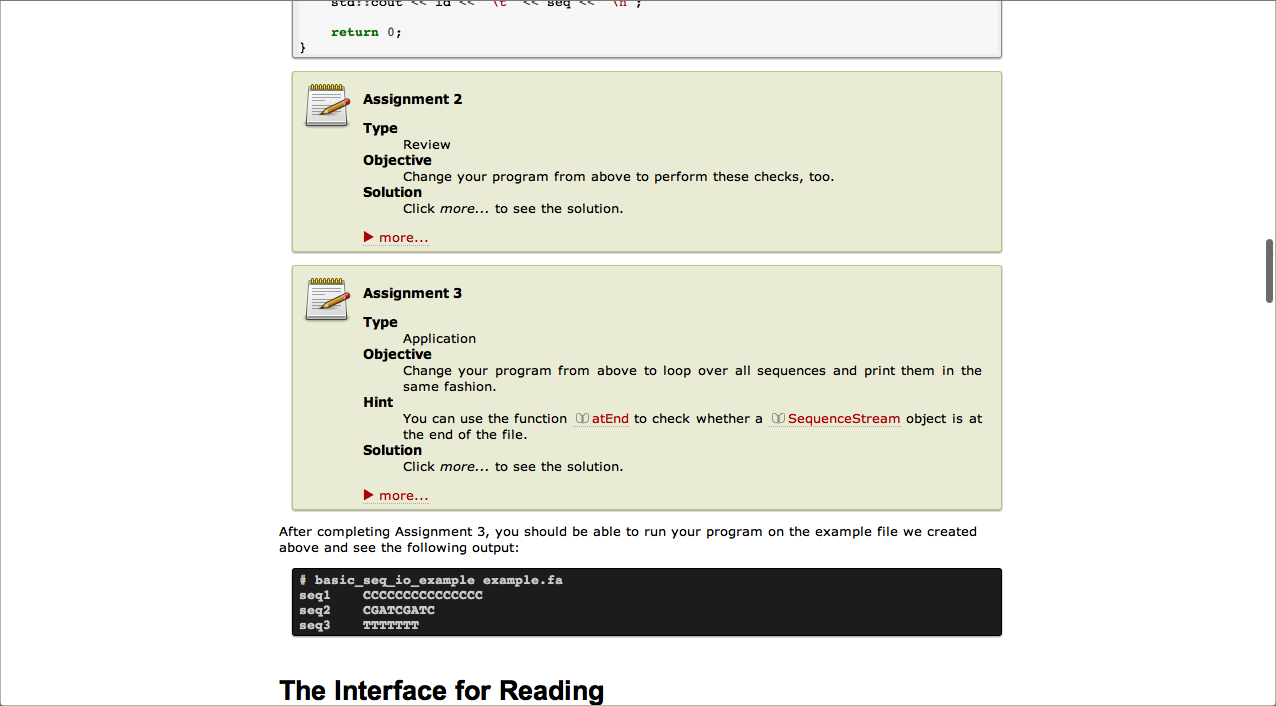 std::cout << id << '\t' << seq << '\n';
return 0;
}
Assignment 2
Type
Review
Objective
Change your program from above to perform these checks, too.
Solution
Click more... to see the solution.
more...
Assignment 3
Type
Application
Objective
Change your program from above to loop over all sequences and print them in the
same fashion.
Hint
You can use the function atEnd to check whether a SequenceStream object is at
the end of the file.
Solution
Click more... to see the solution.
more...
After completing Assignment 3, you should be able to run your program on the example file we created
above and see the following output:
# basic_seq_io_example example.fa
seq1    CCCCCCCCCCCCCCC
seq2    CGATCGATC
seq3    TTTTTTT
The Interface for Reading